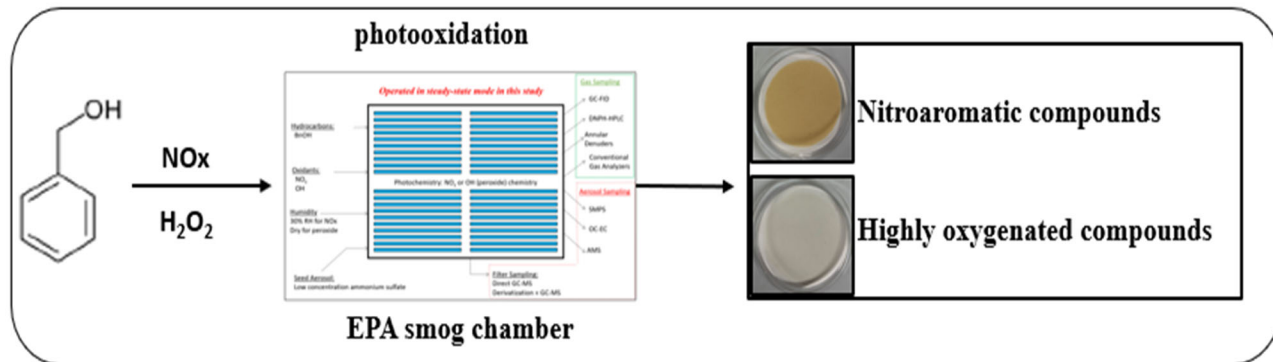 photooxidation
OH
NOx
H₂O₂
Operated in steady-state mode in this study
Hydrocarbons:
BnOH
Oxidants:
NOₓ
OH
Humidity
30% RH for NOx
Dry for peroxide
Seed Aerosol:
Low concentration ammonium sulfate
Photochemistry: NOₓ or OH (peroxide) chemistry
Gas Sampling
GC-FID
DNPH-HPLC
Annular
Denuders
Conventional
Gas Analyzers
Aerosol Sampling
SMPS
OC-EC
AMS
Filter Sampling:
Direct GC-MS
Derivatization + GC-MS
EPA smog chamber
Nitroaromatic compounds
Highly oxygenated compounds